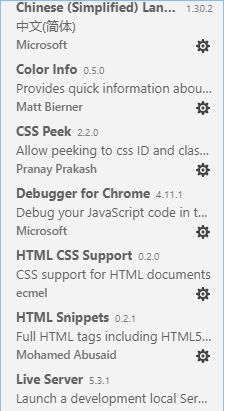 Chinese (Simplified) Lan... 1.30.2
中文(简体)
Microsoft
Color Info 0.5.0
Provides quick information abou...
Matt Bierner
CSS Peek 2.2.0
Allow peeking to css ID and clas...
Pranay Prakash
Debugger for Chrome 4.11.1
Debug your JavaScript code in t...
Microsoft
HTML CSS Support 0.2.0
CSS support for HTML documents
ecmel
HTML Snippets 0.2.1
Full HTML tags including HTML5...
Mohamed Abusaid
Live Server 5.3.1
Launch a development local Ser...